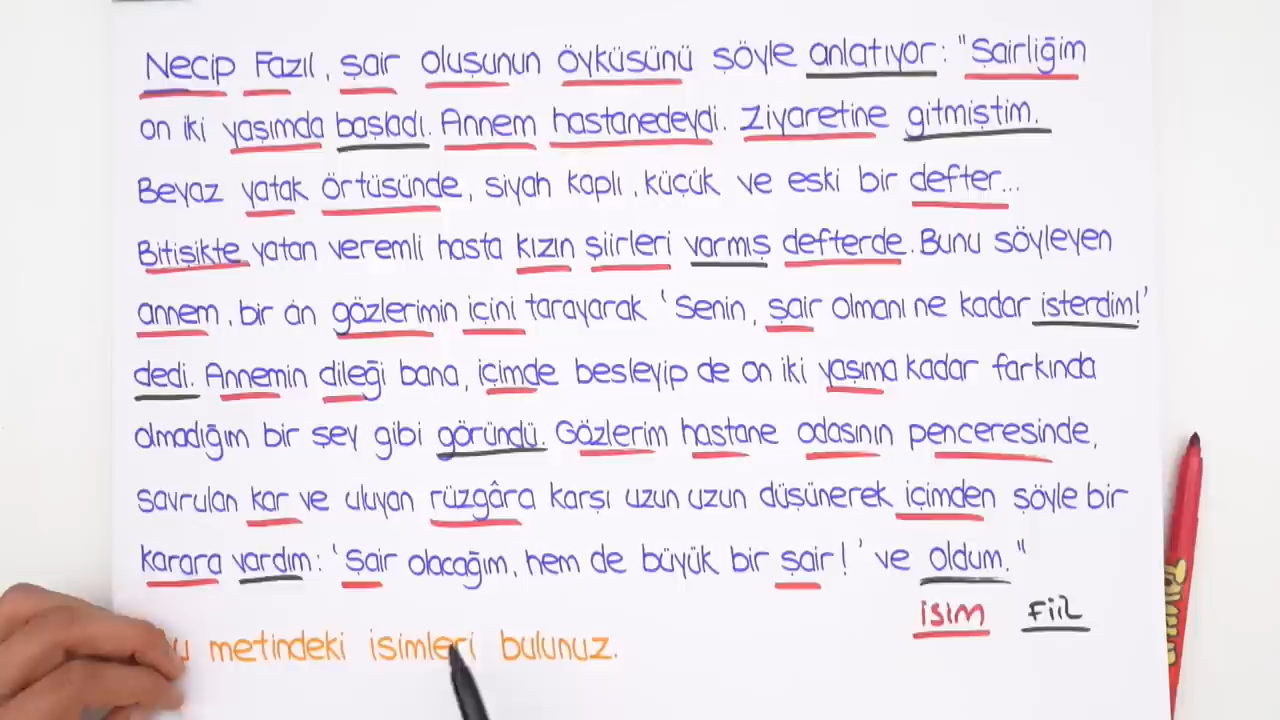 Necip Fazıl, şair oluşunun öyküsünü şöyle anlatıyor: "Şairliğim
on iki yaşımda başladı. Annem hastanedeydi. Ziyaretine gitmiştim.
Beyaz yatak örtüsünde, siyah kaplı, küçük ve eski bir defter...
Bitişikte yatan veremli hasta kızın şiirleri varmış defterde. Bunu söyleyen
annem, bir ân gözlerimin içini tarayarak 'Senin, şair olmanı ne kadar isterdim!'
dedi. Annemin dileği bana, içimde besleyip de on iki yaşıma kadar farkında
olmadığım bir şey gibi göründü. Gözlerim hastane odasının penceresinde,
savrulan kar ve uluyan rüzgâra karşı uzun uzun düşünerek içimden şöyle bir
karara vardım: 'Şair olacağım, hem de büyük bir şair!' ve oldum."
İSİM FİİL
metindeki isimleri bulunuz.